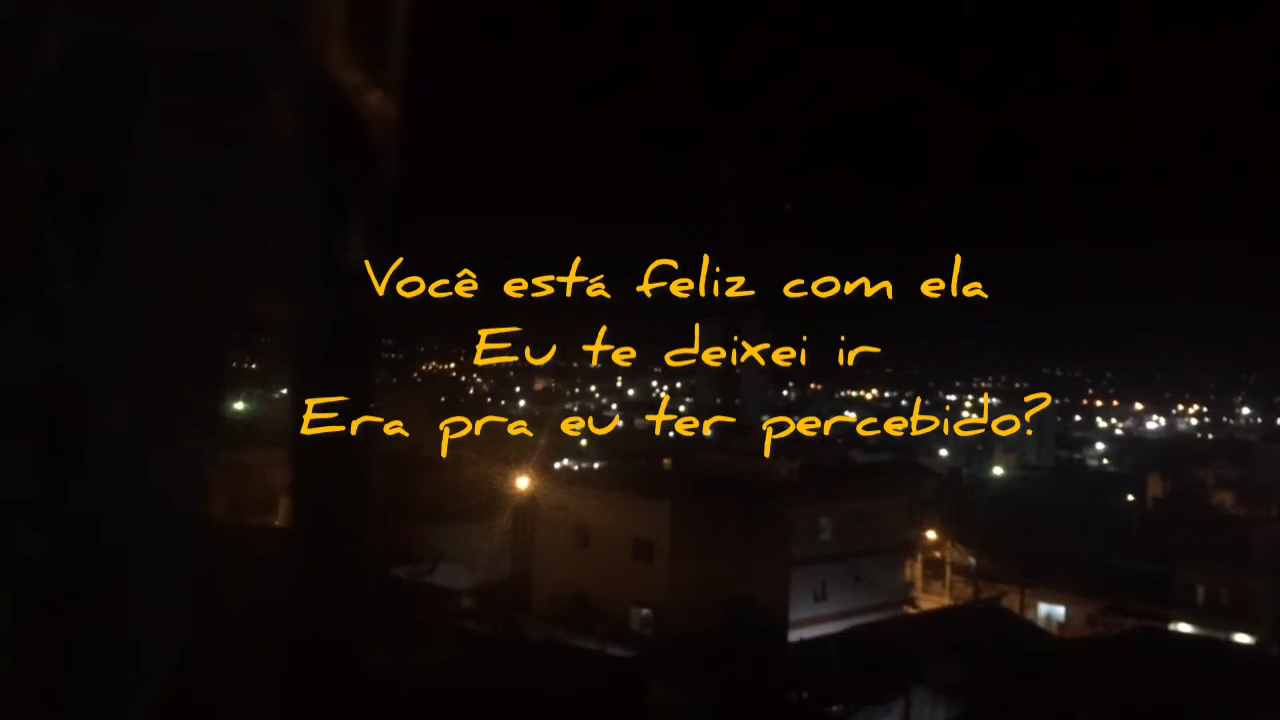 Você está feliz com ela
Eu te deixei ir
Era pra eu ter percebido?